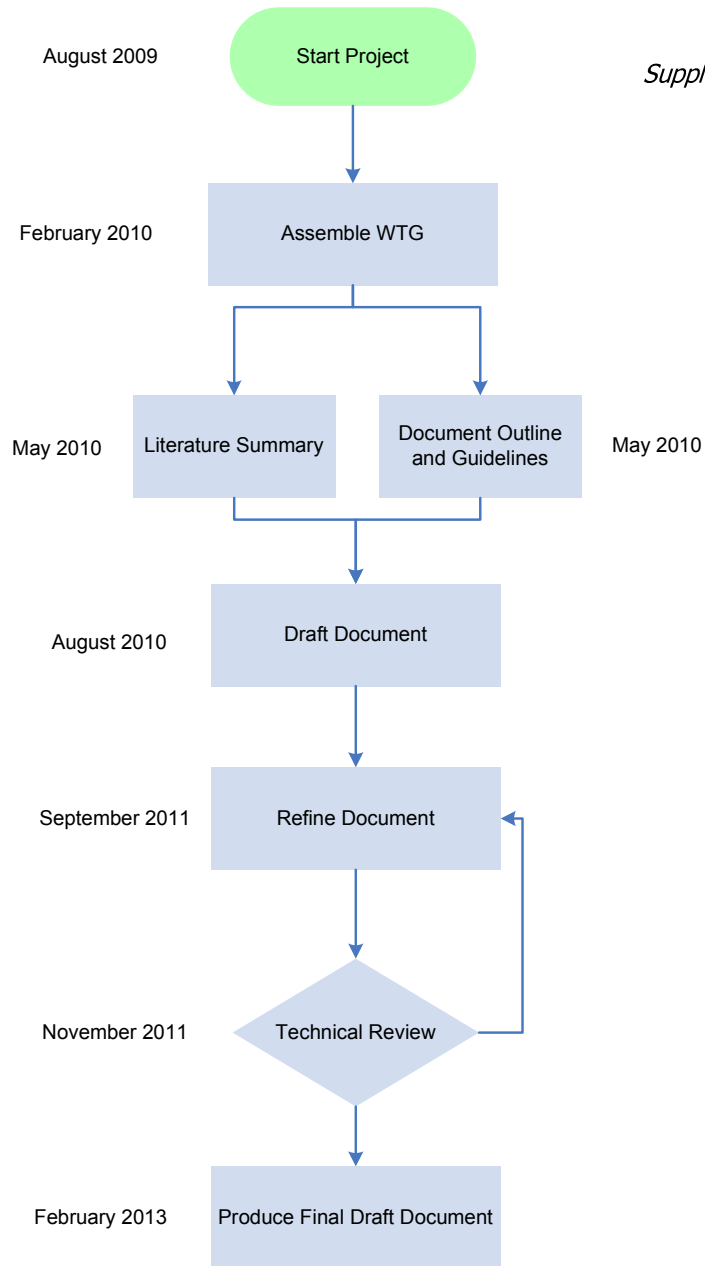 August 2009
Start Project
Suppl
February 2010
Assemble WTG
May 2010
Literature Summary
Document Outline
and Guidelines
May 2010
August 2010
Draft Document
September 2011
Refine Document
November 2011
Technical Review
February 2013
Produce Final Draft Document